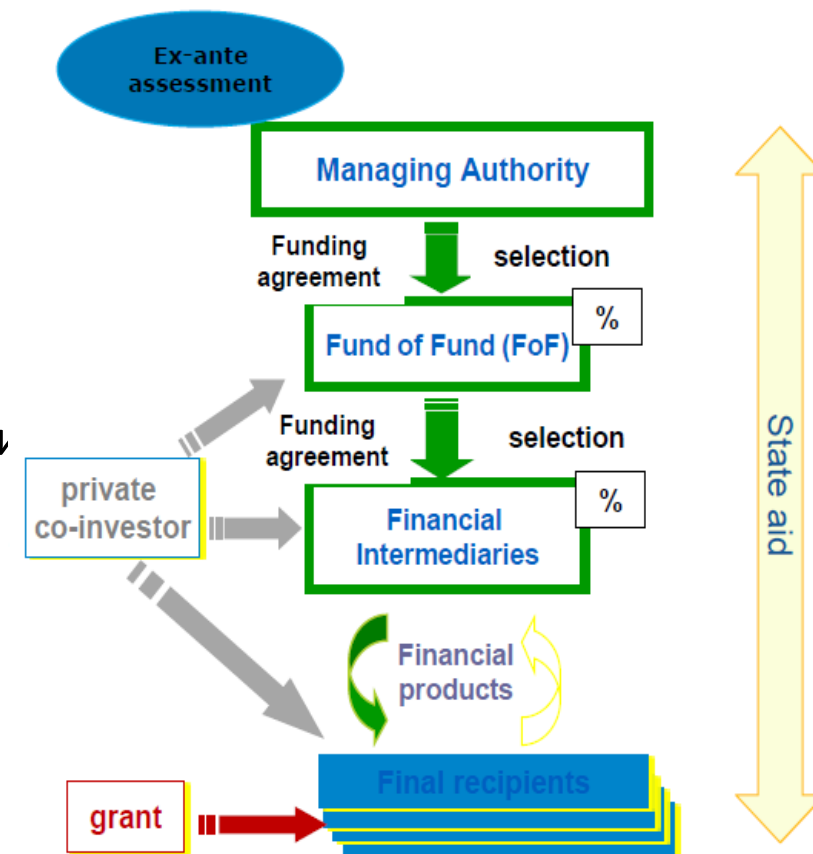 Ex-ante
assessment
Managing Authority
Funding
agreement
selection
%
Fund of Fund (FoF)
Funding
agreement
selection
%
private
co-investor
Financial
Intermediaries
State aid
Financial
products
Final recipients
grant